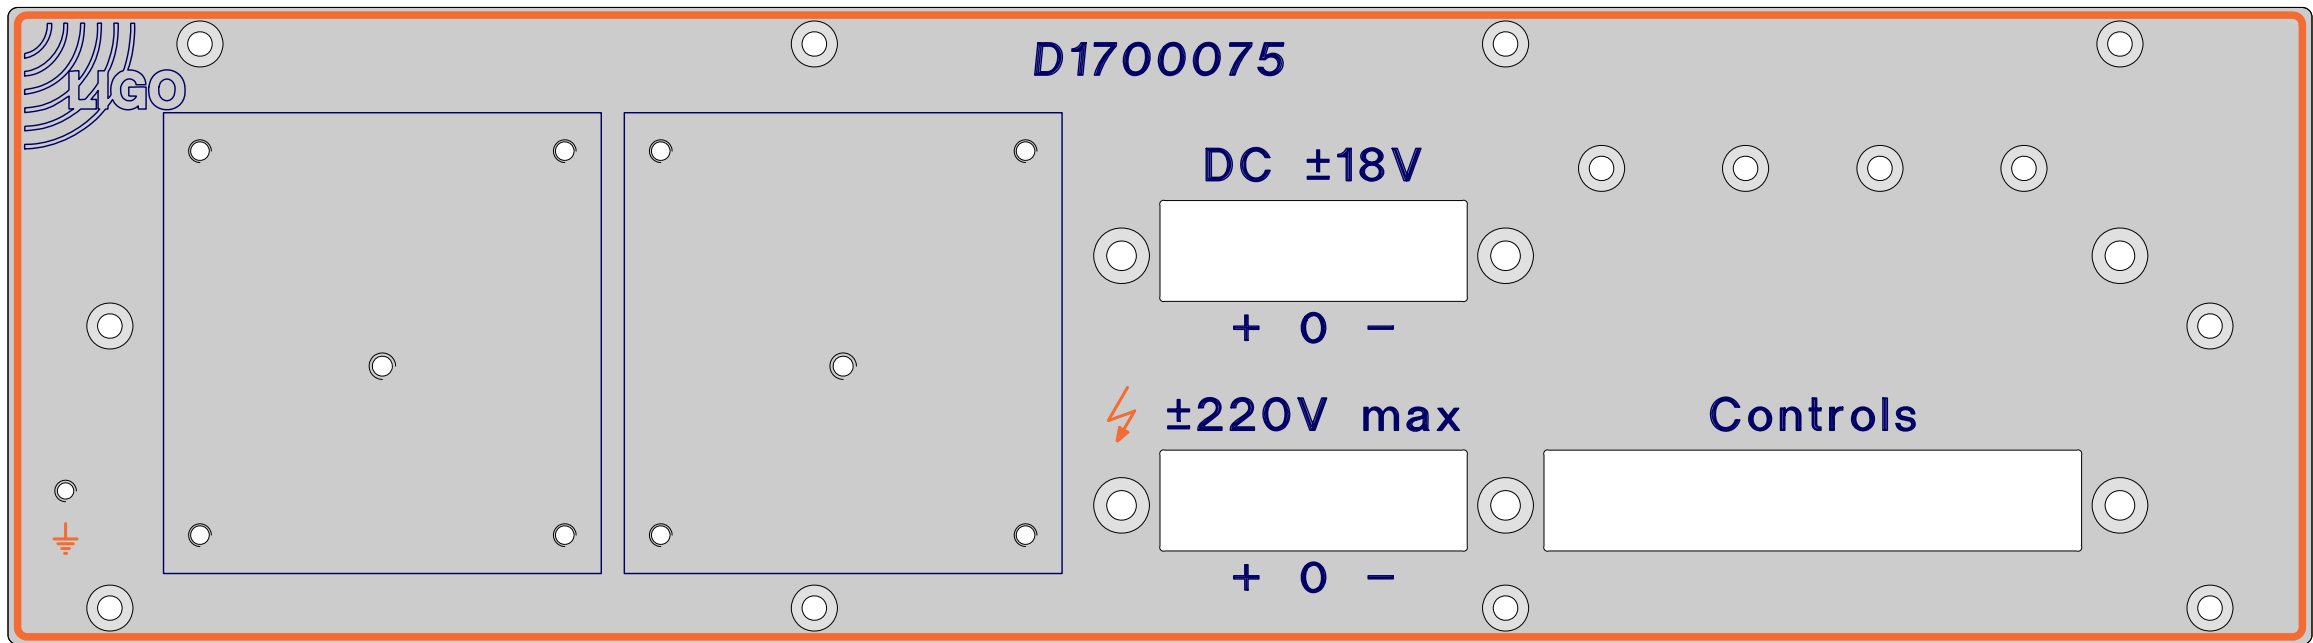 LIGO
D1700075
DC ±18V
+ 0 −
±220V max
+ 0 −
Controls